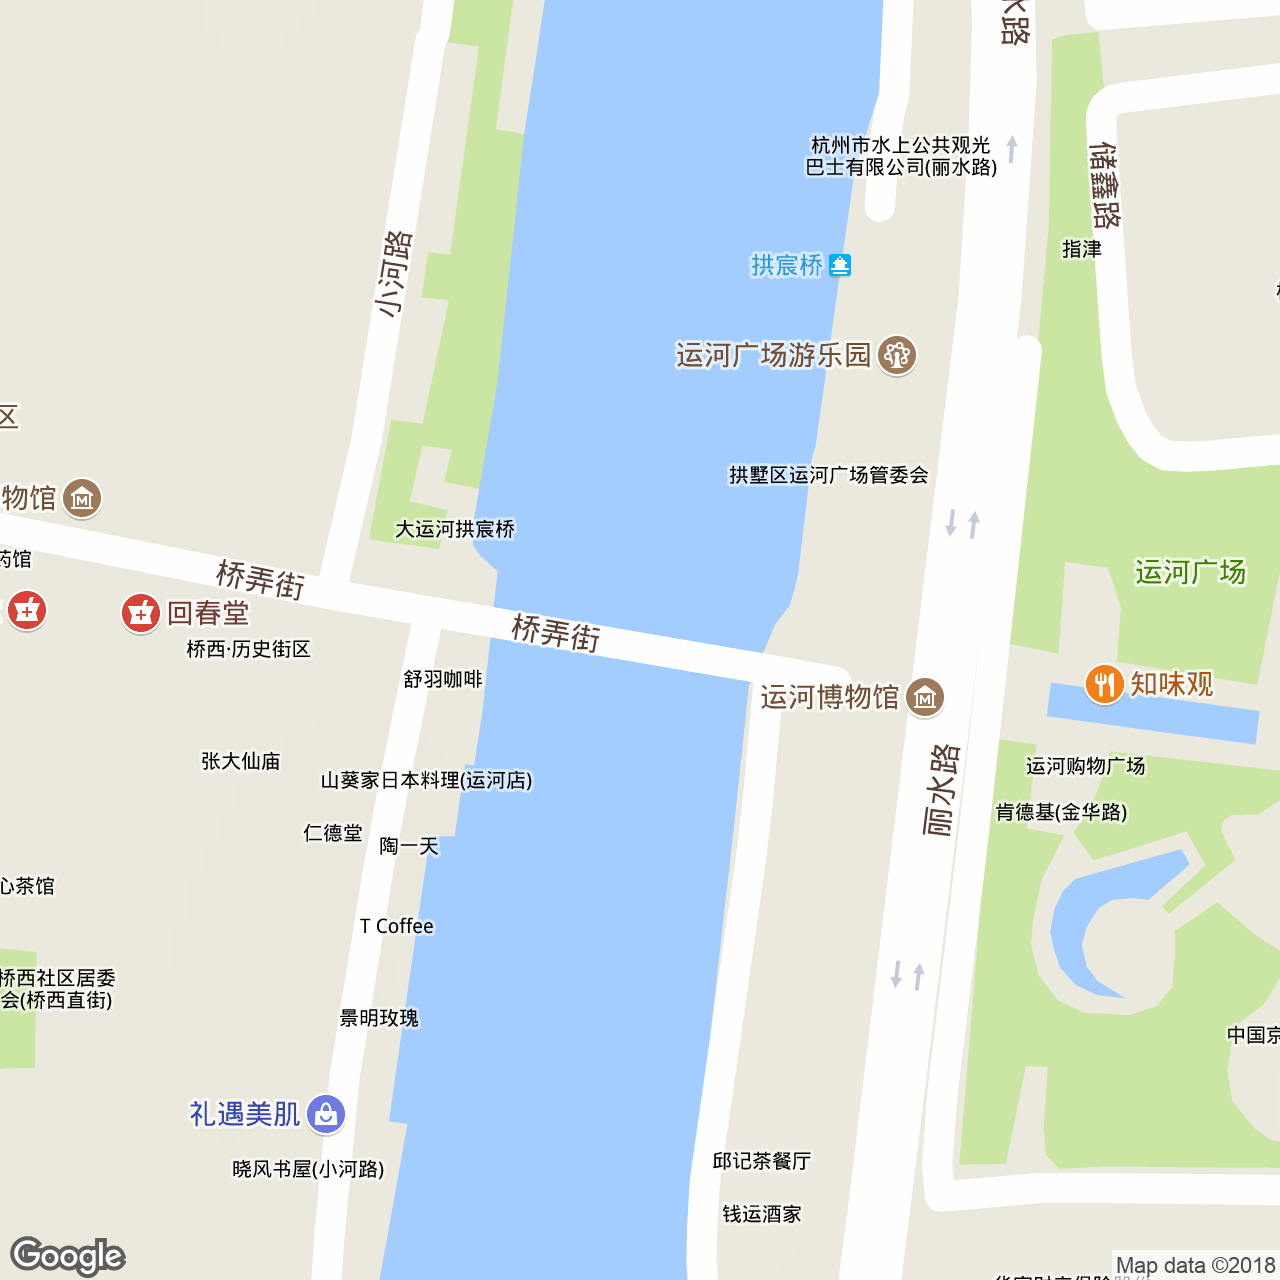 水路
杭州市水上公共观光
巴士有限公司(丽水路)
储鑫路
指津
小河路
拱宸桥
运河广场游乐园
区
物馆
拱墅区运河广场管委会
大运河拱宸桥
药馆
桥弄街
运河广场
回春堂
桥弄街
桥西·历史街区
舒羽咖啡
知味观
运河博物馆
张大仙庙
山葵家日本料理(运河店)
运河购物广场
丽水路
肯德基(金华路)
仁德堂
陶一天
心茶馆
T Coffee
桥西社区居委
会(桥西直街)
景明玫瑰
中国京
礼遇美肌
晓风书屋(小河路)
邱记茶餐厅
钱运酒家
Google
Map data ©2018